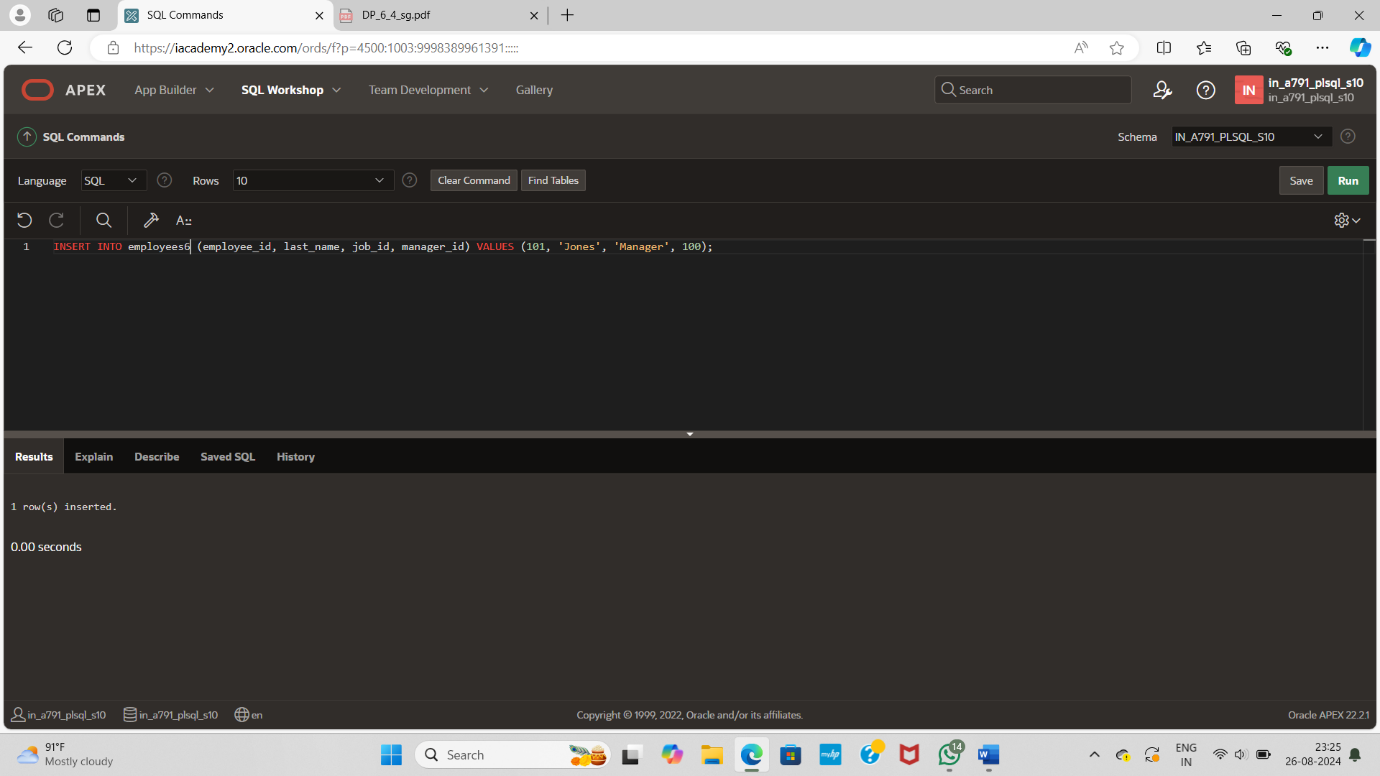 SQL Commands
DP_6_4_sg.pdf
https://iacademy2.oracle.com/ords/f?p=4500:1003:9998389961391:::::
APEX App Builder SQL Workshop Team Development Gallery Search IN in_a791_plsql_s10
in_a791_plsql_s10
SQL Commands Schema IN_A791_PLSQL_S10
Language SQL Rows 10 Clear Command Find Tables Save Run
1 INSERT INTO employees6 (employee_id, last_name, job_id, manager_id) VALUES (101, 'Jones', 'Manager', 100);
Results Explain Describe Saved SQL History
1 row(s) inserted.
0.00 seconds
in_a791_plsql_s10 in_a791_plsql_s10 en Copyright © 1999, 2022, Oracle and/or its affiliates. Oracle APEX 22.2.1
91°F
Mostly cloudy
Search
myhp
14
ENG
IN
23:25
26-08-2024